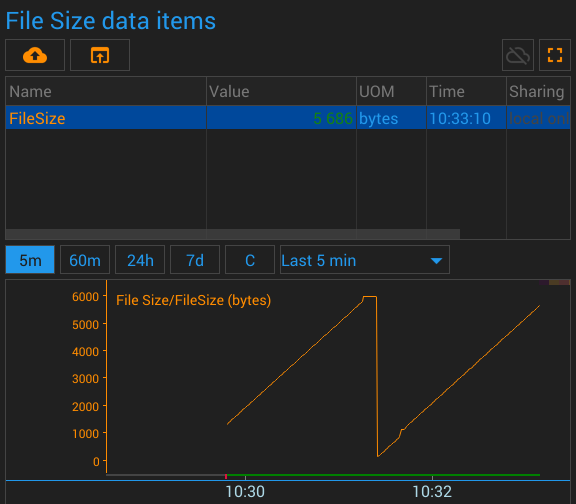 File Size data items
Name Value UOM Time Sharing
FileSize 5 686 bytes 10:33:10 local onl
5m 60m 24h 7d C Last 5 min
File Size/FileSize (bytes)
6000
5000
4000
3000
2000
1000
0
10:30 10:32